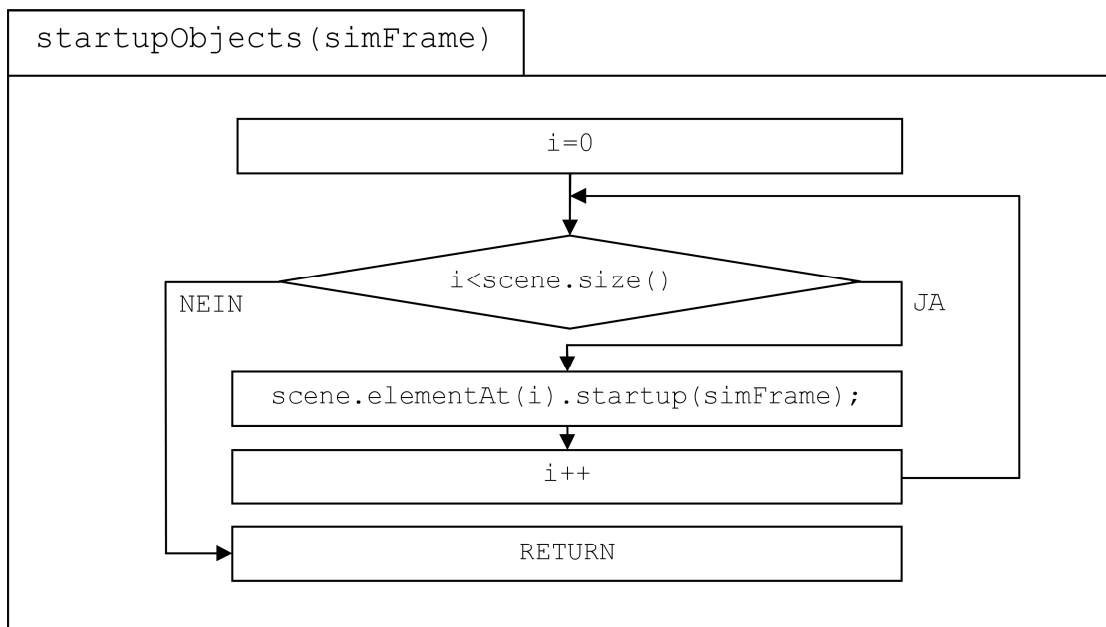 startupObjects(simFrame)
i=0
i<scene.size()
NEIN
JA
scene.elementAt(i).startup(simFrame);
i++
RETURN